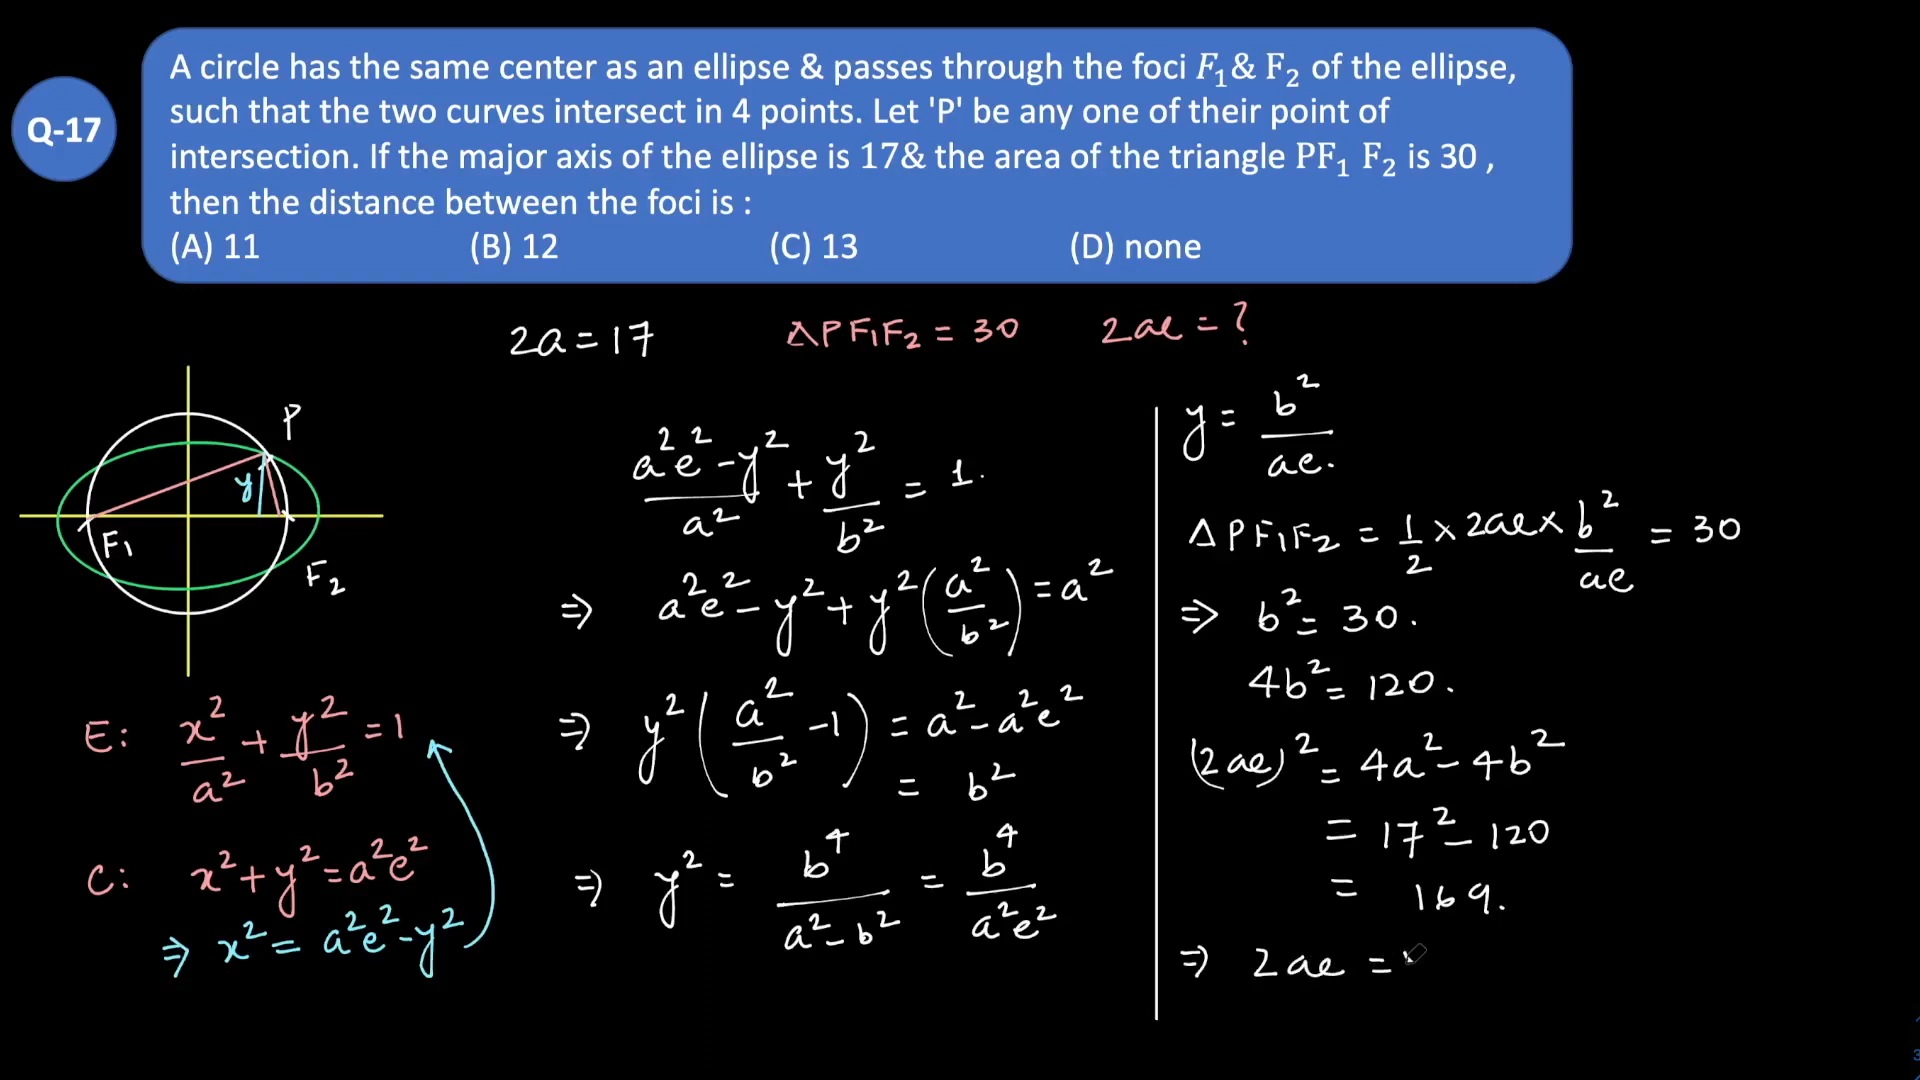 Q-17
A circle has the same center as an ellipse & passes through the foci F₁& F₂ of the ellipse,
such that the two curves intersect in 4 points. Let 'P' be any one of their point of
intersection. If the major axis of the ellipse is 17& the area of the triangle PF₁ F₂ is 30 ,
then the distance between the foci is :
(A) 11 (B) 12 (C) 13 (D) none
2a = 17 ΔPF₁F₂ = 30 2ae = ?
P
y
F₁
F₂
E: x²/a² + y²/b² = 1
C: x² + y² = a²e²
⇒ x² = a²e² - y²
(a²e² - y²)/a² + y²/b² = 1.
⇒ a²e² - y² + y²(a²/b²) = a²
⇒ y²(a²/b² - 1) = a² - a²e²
= b²
⇒ y² = b⁴/(a² - b²) = b⁴/a²e²
y = b²/ae.
ΔPF₁F₂ = 1/2 × 2ae × b²/ae = 30
⇒ b² = 30.
4b² = 120.
(2ae)² = 4a² - 4b²
= 17² - 120
= 169.
⇒ 2ae =